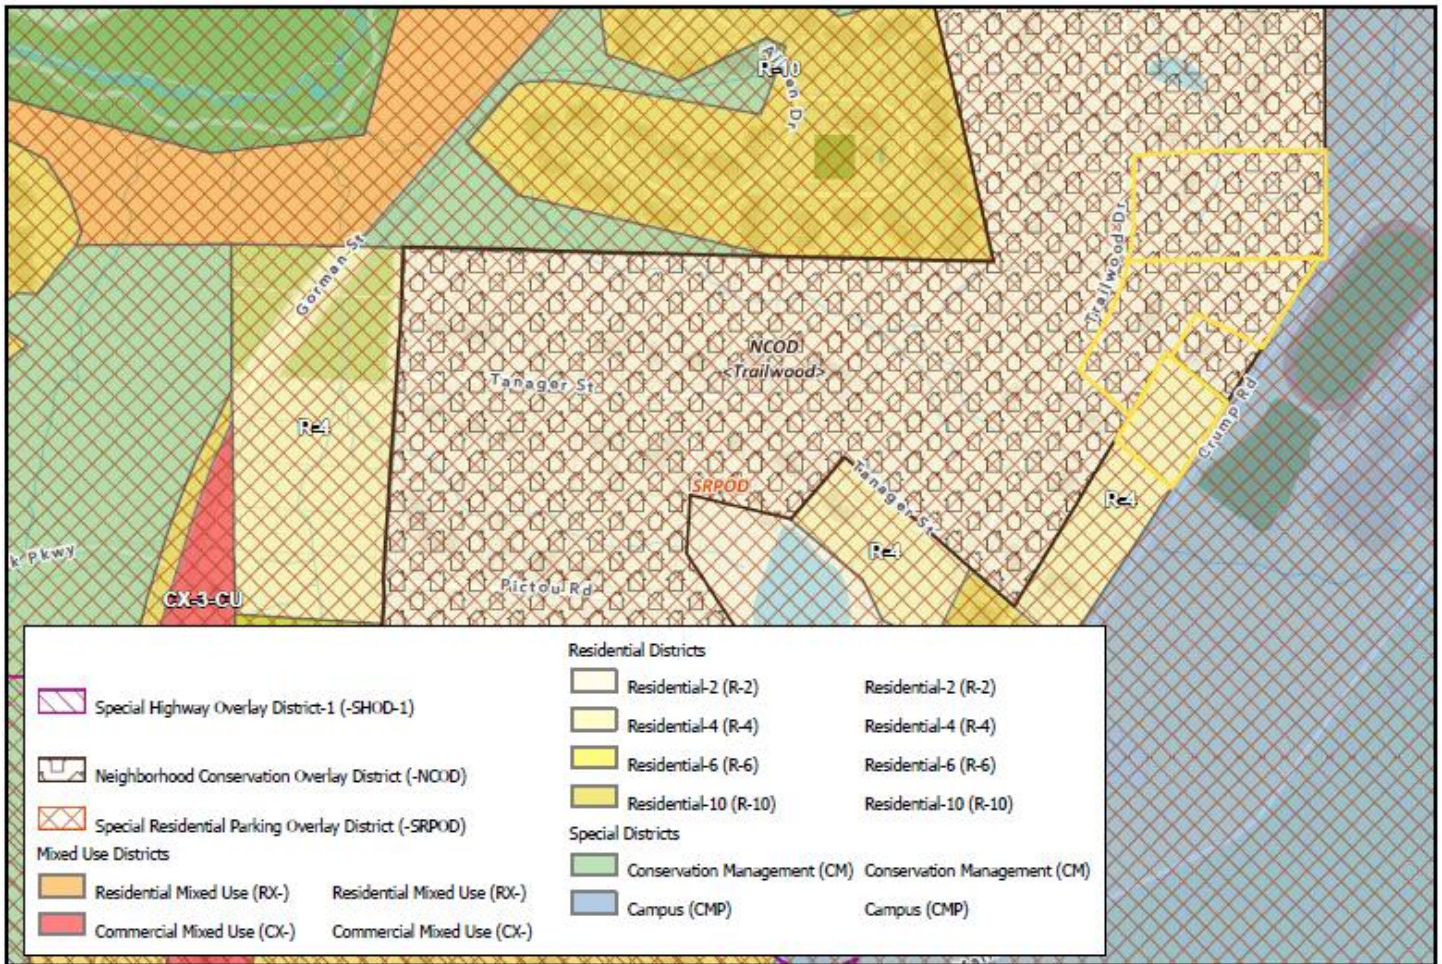 R-10
Allen Dr
Gorman St
Trailwood Dr
NCOD
<Trailwood>
Tanager St
R-4
Crump Rd
SRPOD
Tanager St
R-4
R-4
k Pkwy
Pictou Rd
CX-3-CU
Special Highway Overlay District-1 (-SHOD-1)
Neighborhood Conservation Overlay District (-NCOD)
Special Residential Parking Overlay District (-SRPOD)
Mixed Use Districts
Residential Mixed Use (RX-) Residential Mixed Use (RX-)
Commercial Mixed Use (CX-) Commercial Mixed Use (CX-)
Residential Districts
Residential-2 (R-2) Residential-2 (R-2)
Residential-4 (R-4) Residential-4 (R-4)
Residential-6 (R-6) Residential-6 (R-6)
Residential-10 (R-10) Residential-10 (R-10)
Special Districts
Conservation Management (CM) Conservation Management (CM)
Campus (CMP) Campus (CMP)